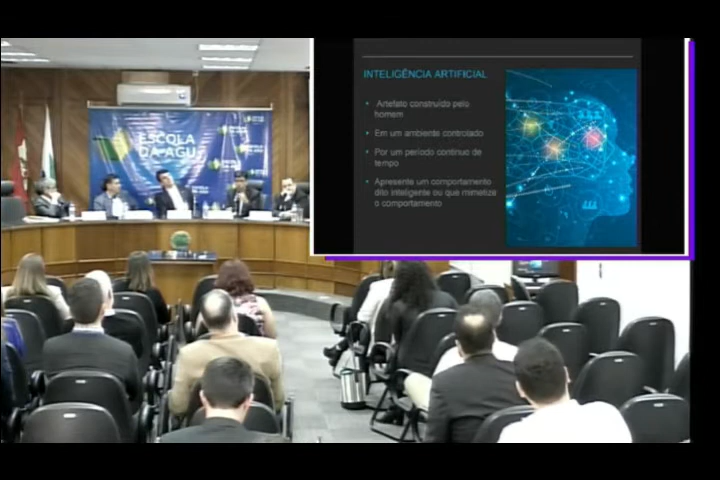 INTELIGÊNCIA ARTIFICIAL
• Artefato construído pelo
homem
• Em um ambiente controlado
• Por um período contínuo de
tempo
• Apresente um comportamento
dito inteligente ou que mimetize
o comportamento
ESCOLA
DA AGU